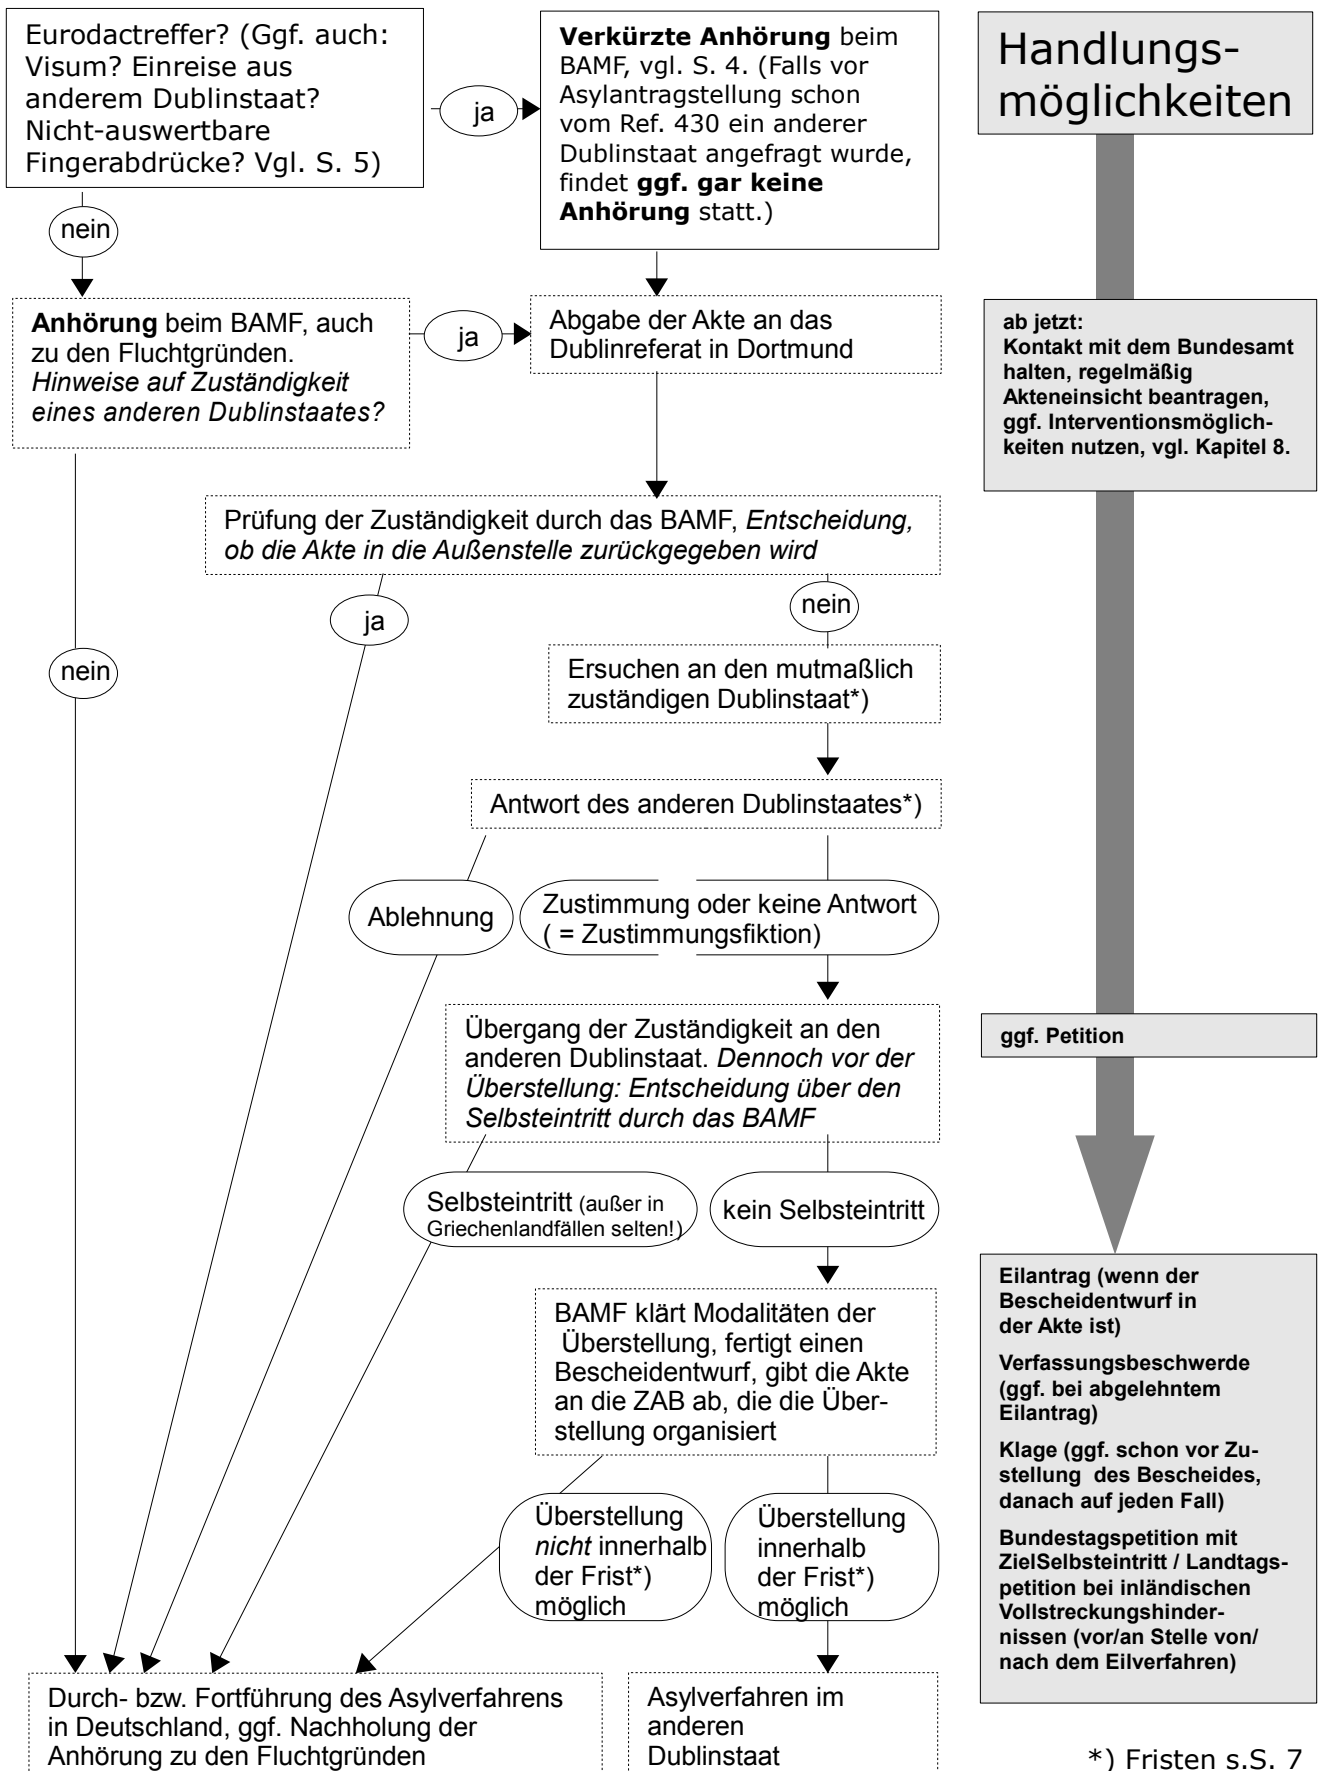 Eurodactreffer? (Ggf. auch:
Visum? Einreise aus
anderem Dublinstaat?
Nicht-auswertbare
Fingerabdrücke? Vgl. S. 5)
ja
Verkürzte Anhörung beim
BAMF, vgl. S. 4. (Falls vor
Asylantragstellung schon
vom Ref. 430 ein anderer
Dublinstaat angefragt wurde,
findet ggf. gar keine
Anhörung statt.)
Handlungs-
möglichkeiten
nein
Anhörung beim BAMF, auch
zu den Fluchtgründen.
Hinweise auf Zuständigkeit
eines anderen Dublinstaates?
ja
Abgabe der Akte an das
Dublinreferat in Dortmund
ab jetzt:
Kontakt mit dem Bundesamt
halten, regelmäßig
Akteneinsicht beantragen,
ggf. Interventionsmöglich-
keiten nutzen, vgl. Kapitel 8.
Prüfung der Zuständigkeit durch das BAMF, Entscheidung,
ob die Akte in die Außenstelle zurückgegeben wird
ja
nein
nein
Ersuchen an den mutmaßlich
zuständigen Dublinstaat*)
Antwort des anderen Dublinstaates*)
Ablehnung
Zustimmung oder keine Antwort
( = Zustimmungsfiktion)
Übergang der Zuständigkeit an den
anderen Dublinstaat. Dennoch vor der
Überstellung: Entscheidung über den
Selbsteintritt durch das BAMF
ggf. Petition
Selbsteintritt (außer in
Griechenlandfällen selten!)
kein Selbsteintritt
BAMF klärt Modalitäten der
Überstellung, fertigt einen
Bescheidentwurf, gibt die Akte
an die ZAB ab, die die Über-
stellung organisiert
Eilantrag (wenn der
Bescheidentwurf in
der Akte ist)
Verfassungsbeschwerde
(ggf. bei abgelehntem
Eilantrag)
Klage (ggf. schon vor Zu-
stellung des Bescheides,
danach auf jeden Fall)
Bundestagspetition mit
ZielSelbsteintritt / Landtags-
petition bei inländischen
Vollstreckungshinder-
nissen (vor/an Stelle von/
nach dem Eilverfahren)
Überstellung
nicht innerhalb
der Frist*)
möglich
Überstellung
innerhalb
der Frist*)
möglich
Durch- bzw. Fortführung des Asylverfahrens
in Deutschland, ggf. Nachholung der
Anhörung zu den Fluchtgründen
Asylverfahren im
anderen
Dublinstaat
*) Fristen s.S. 7